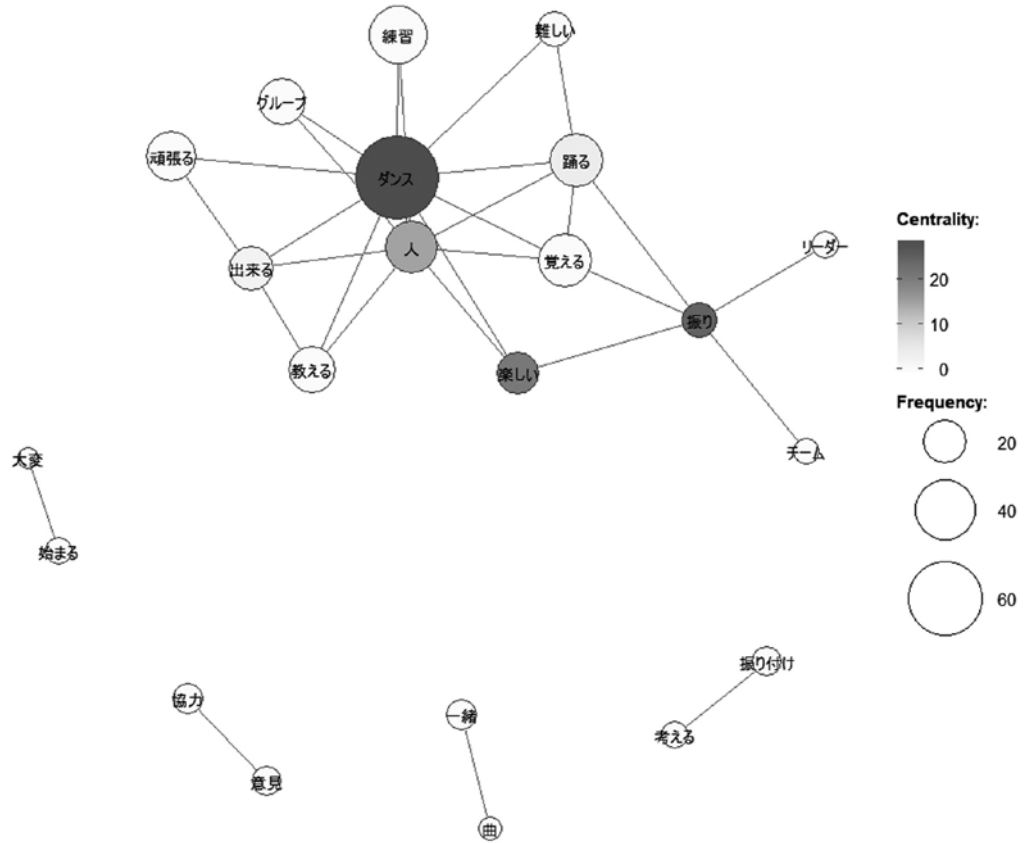 難しい
練習
グループ
頑張る
踊る
ダンス
Centrality:
リーダー
人
覚える
出来る
20
振り
10
教える
楽しい
0
Frequency:
20
チーム
大変
40
始まる
60
振り付け
協力
一緒
考える
意見
曲